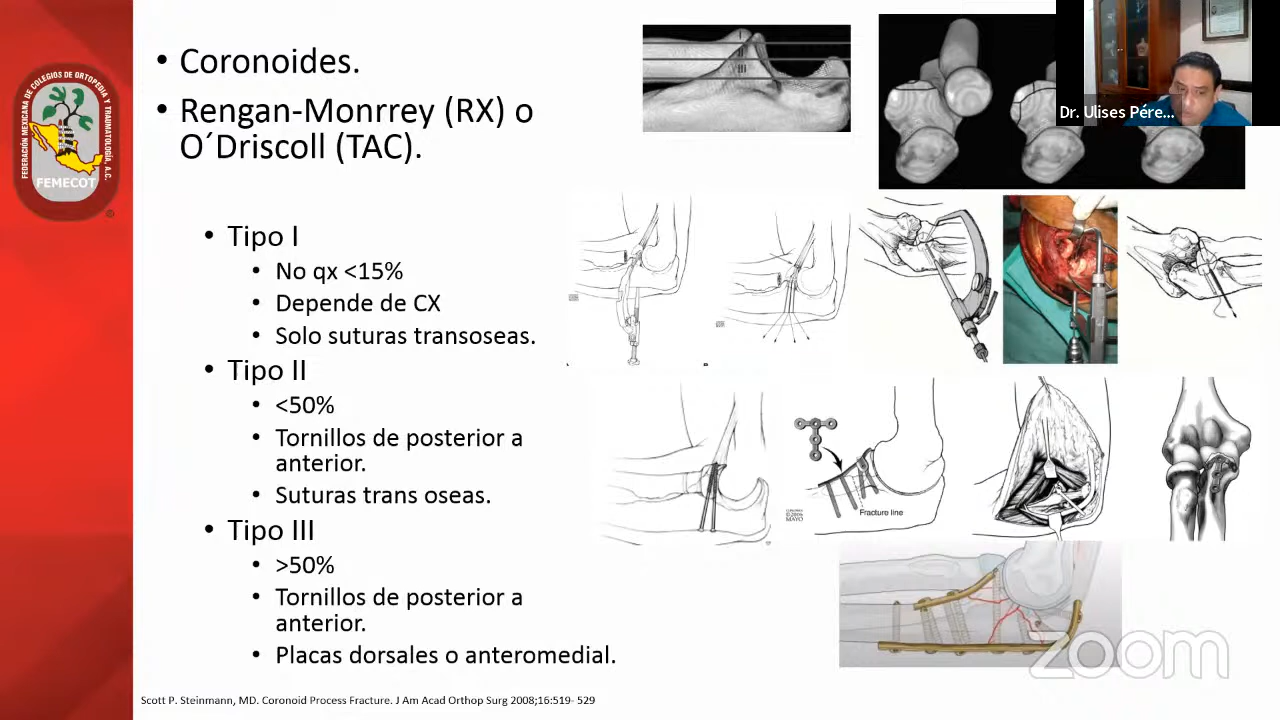 • Coronoides.
• Rengan-Monrrey (RX) o
O´Driscoll (TAC).
• Tipo I
• No qx <15%
• Depende de CX
• Solo suturas transoseas.
• Tipo II
• <50%
• Tornillos de posterior a
anterior.
• Suturas trans oseas.
• Tipo III
• >50%
• Tornillos de posterior a
anterior.
• Placas dorsales o anteromedial.
Scott P. Steinmann, MD. Coronoid Process Fracture. J Am Acad Orthop Surg 2008;16:519- 529
FEDERACIÓN MEXICANA DE COLEGIOS DE ORTOPEDIA Y TRAUMATOLOGÍA, A.C.
FEMECOT
®
Dr. Ulises Pére...
Fracture line
©2006
MAYO
zoom